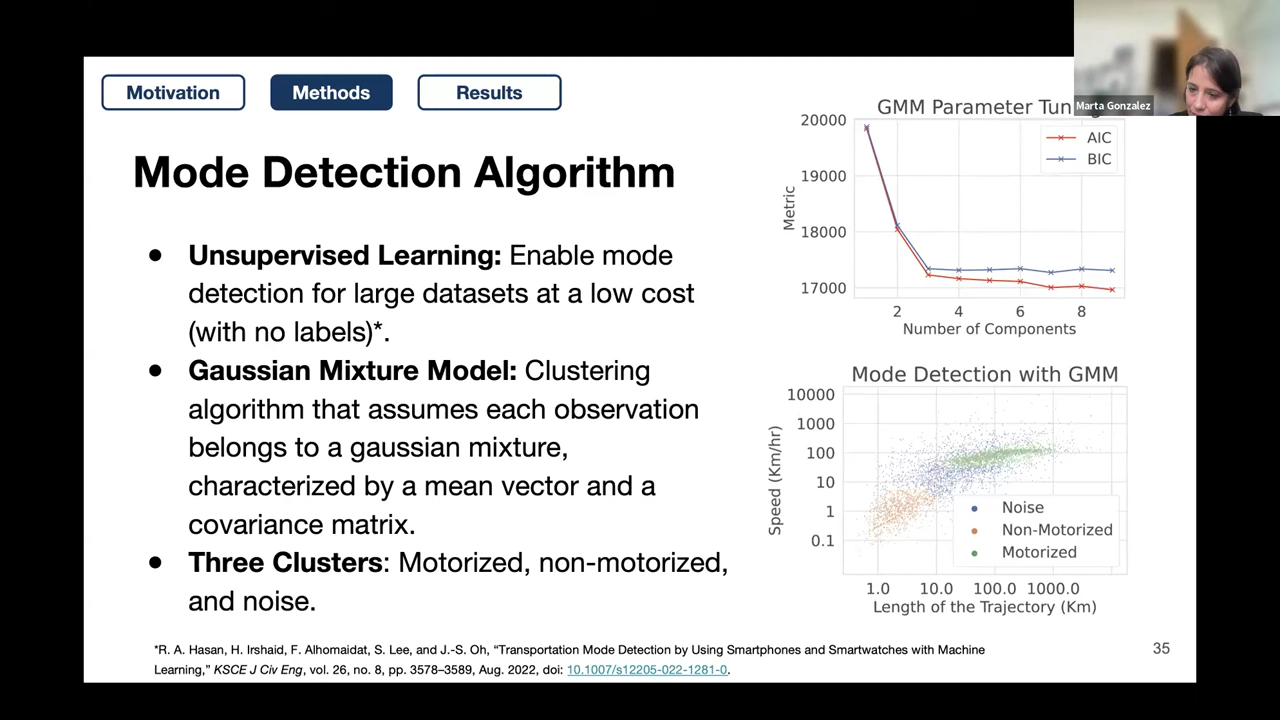 Motivation
Methods
Results
Marta Gonzalez
Mode Detection Algorithm
● Unsupervised Learning: Enable mode
detection for large datasets at a low cost
(with no labels)*.
● Gaussian Mixture Model: Clustering
algorithm that assumes each observation
belongs to a gaussian mixture,
characterized by a mean vector and a
covariance matrix.
● Three Clusters: Motorized, non-motorized,
and noise.
GMM Parameter
20000
19000
18000
17000
Metric
AIC
BIC
2 4 6 8
Number of Components
Mode Detection with GMM
10000
1000
100
10
1
0.1
Speed (Km/hr)
Noise
Non-Motorized
Motorized
1.0 10.0 100.0 1000.0
Length of the Trajectory (Km)
*R. A. Hasan, H. Irshaid, F. Alhomaidat, S. Lee, and J.-S. Oh, “Transportation Mode Detection by Using Smartphones and Smartwatches with Machine
Learning,” KSCE J Civ Eng, vol. 26, no. 8, pp. 3578–3589, Aug. 2022, doi: 10.1007/s12205-022-1281-0.
35